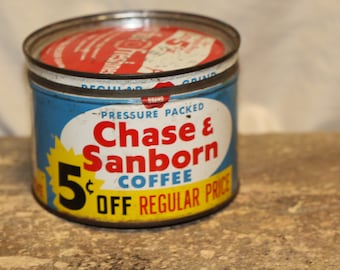 REGULAR GRIND
PRESSURE PACKED
Chase &
Sanborn
COFFEE
5¢ OFF REGULAR PRICE